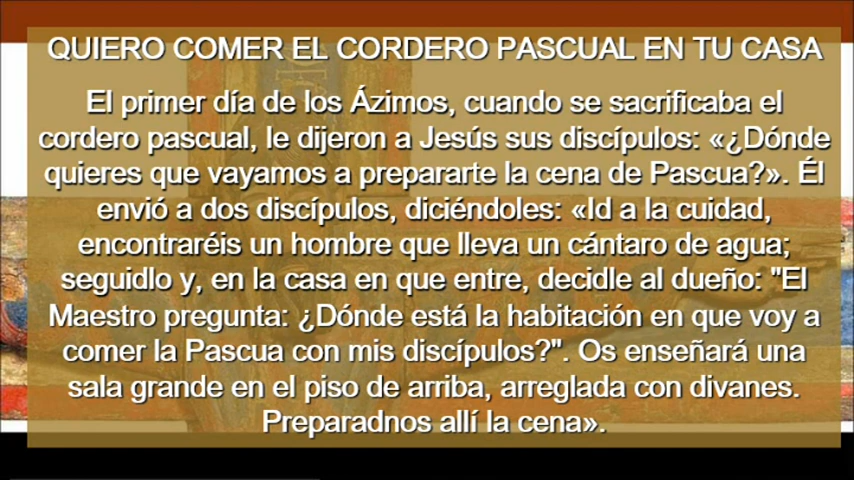 QUIERO COMER EL CORDERO PASCUAL EN TU CASA
El primer día de los Ázimos, cuando se sacrificaba el
cordero pascual, le dijeron a Jesús sus discípulos: «¿Dónde
quieres que vayamos a prepararte la cena de Pascua?». Él
envió a dos discípulos, diciéndoles: «Id a la cuidad,
encontraréis un hombre que lleva un cántaro de agua;
seguidlo y, en la casa en que entre, decidle al dueño: "El
Maestro pregunta: ¿Dónde está la habitación en que voy a
comer la Pascua con mis discípulos?". Os enseñará una
sala grande en el piso de arriba, arreglada con divanes.
Preparadnos allí la cena».